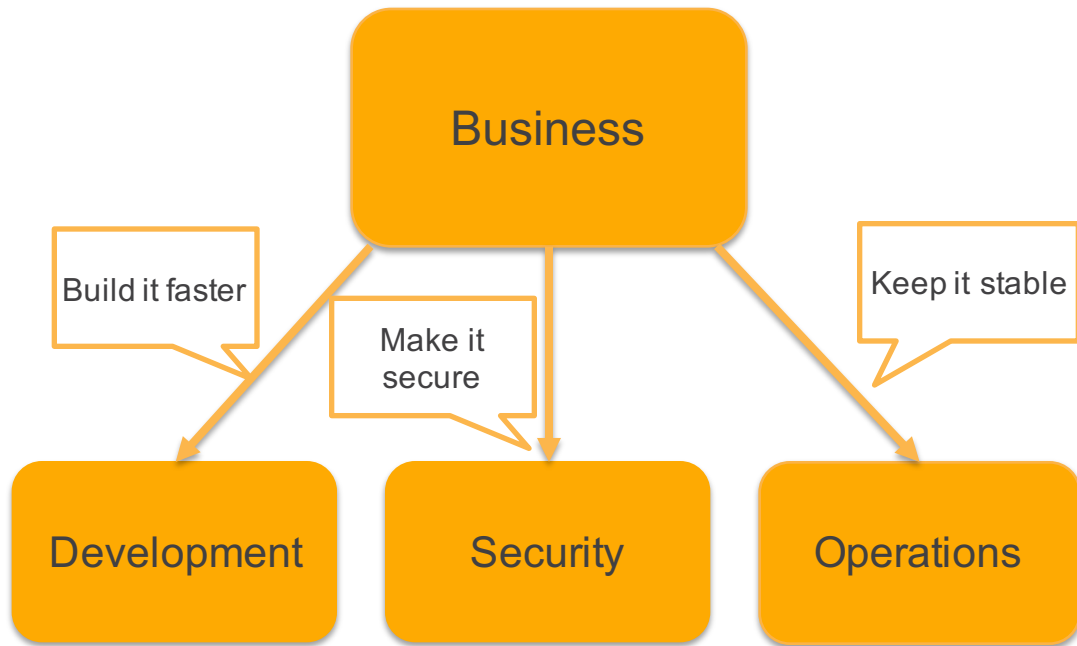 Business
Build it faster
Keep it stable
Make it
secure
Development
Security
Operations